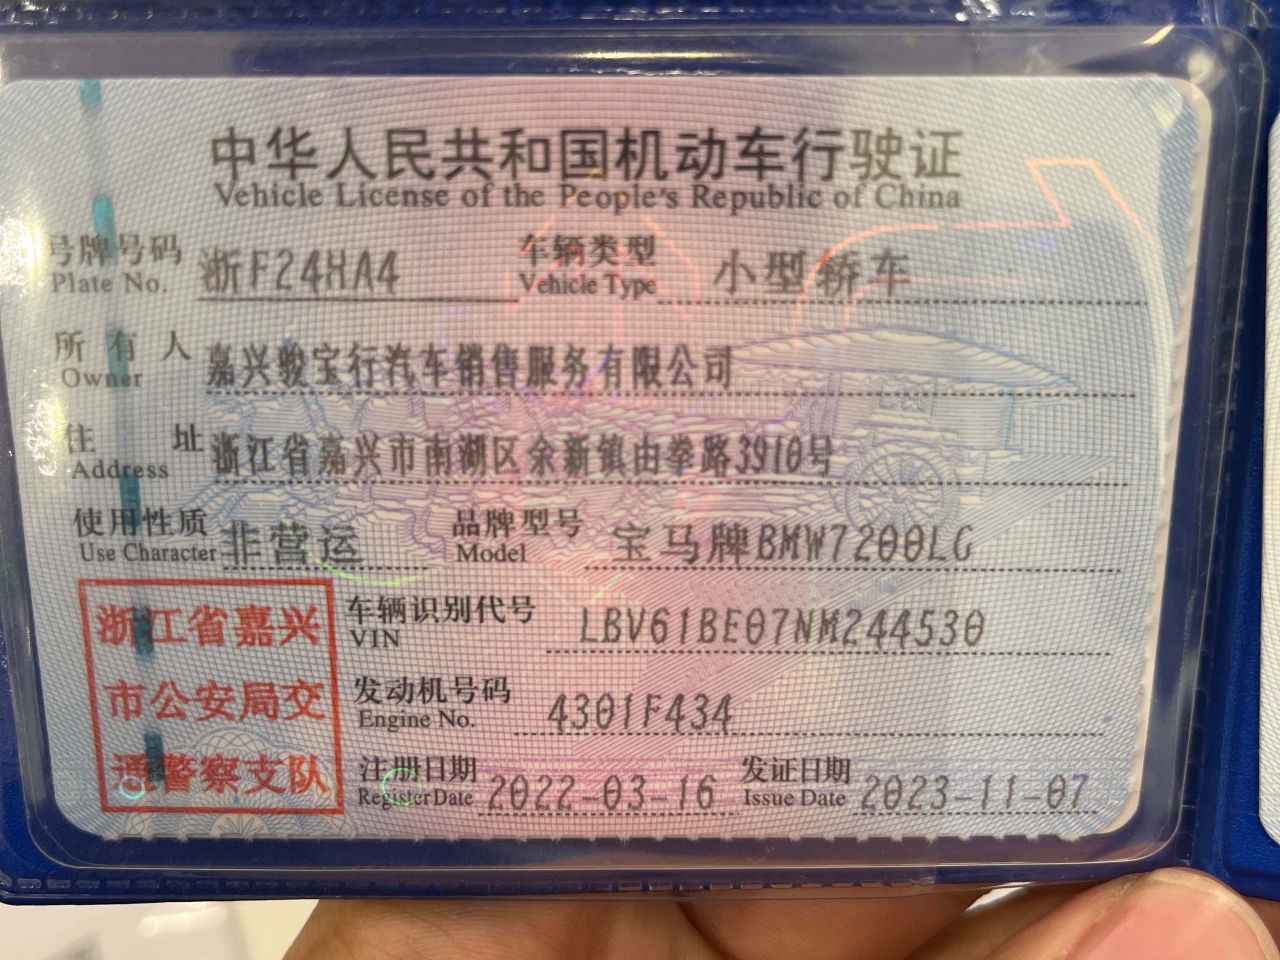 中华人民共和国机动车行驶证
Vehicle License of the People's Republic of China
号牌号码 浙F24HA4 车辆类型 小型轿车
Plate No. Vehicle Type
所有人 嘉兴骏宝行汽车销售服务有限公司
Owner
住址 浙江省嘉兴市南湖区余新镇由拳路3910号
Address
使用性质 非营运 品牌型号 宝马牌BMW7200LG
Use Character Model
浙江省嘉兴 车辆识别代号 LBV61BE07NM244530
VIN
市公安局交 发动机号码 4301F434
Engine No.
通警察支队 注册日期 2022-03-16 发证日期 2023-11-07
Register Date Issue Date